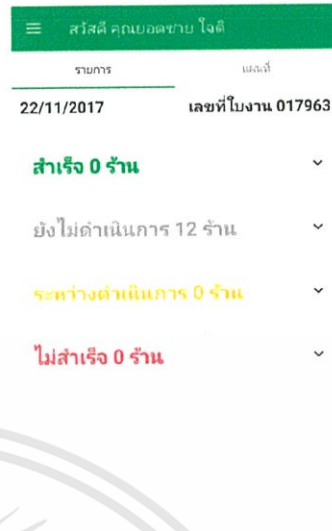 สวัสดี คุณยอดชาย ใจดี
รายการ แผนที่
22/11/2017 เลขที่ใบงาน 017963
สำเร็จ 0 ร้าน
ยังไม่ดำเนินการ 12 ร้าน
ระหว่างดำเนินการ 0 ร้าน
ไม่สำเร็จ 0 ร้าน